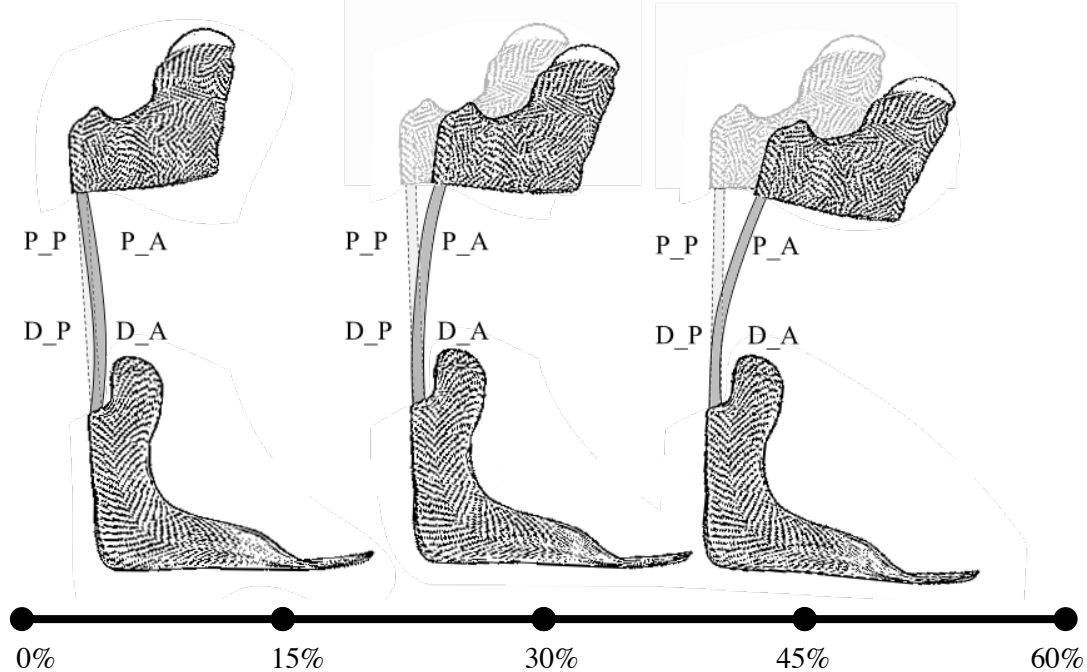 P_P P_A P_P P_A P_P P_A
D_P D_A D_P D_A D_P D_A
0% 15% 30% 45% 60%